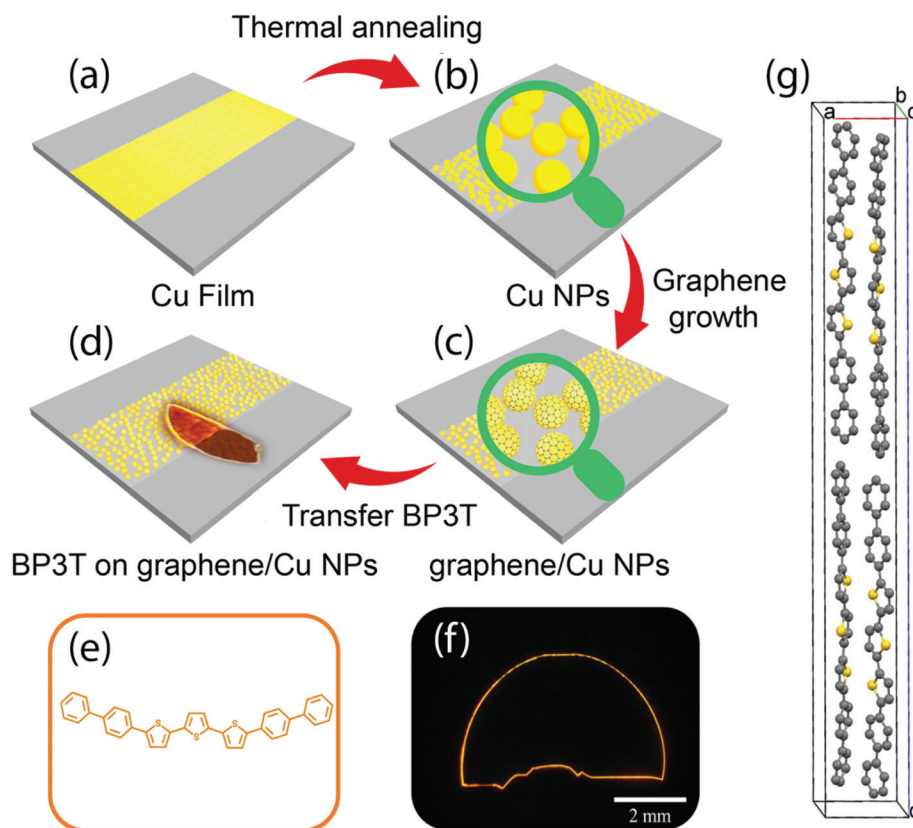 Thermal annealing
(a)
(b)
(g)
Cu Film
Cu NPs
Graphene
growth
(d)
(c)
Transfer BP3T
BP3T on graphene/Cu NPs
graphene/Cu NPs
(e)
S
S
S
(f)
2 mm
a
b
c